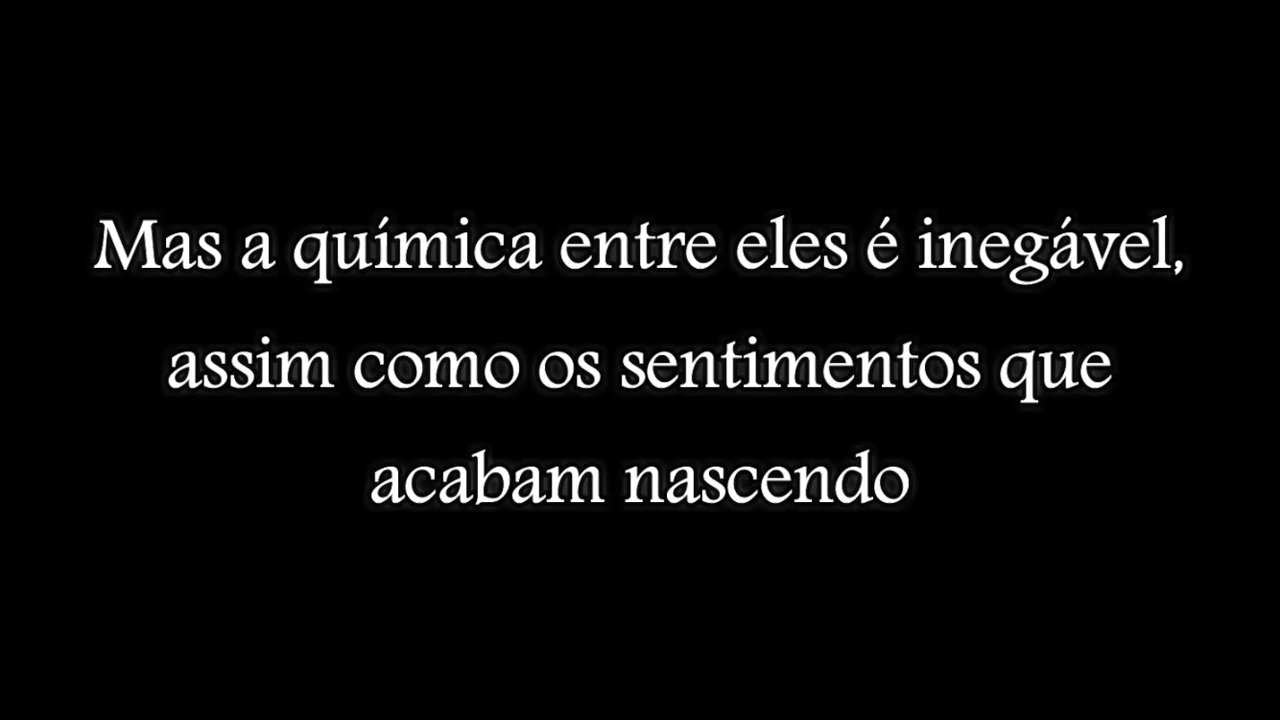 Mas a química entre eles é inegável,
assim como os sentimentos que
acabam nascendo